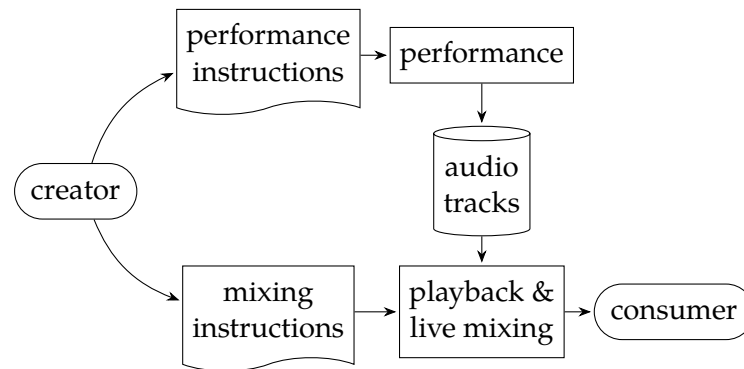 performance
instructions
performance
audio
tracks
creator
mixing
instructions
playback &
live mixing
consumer